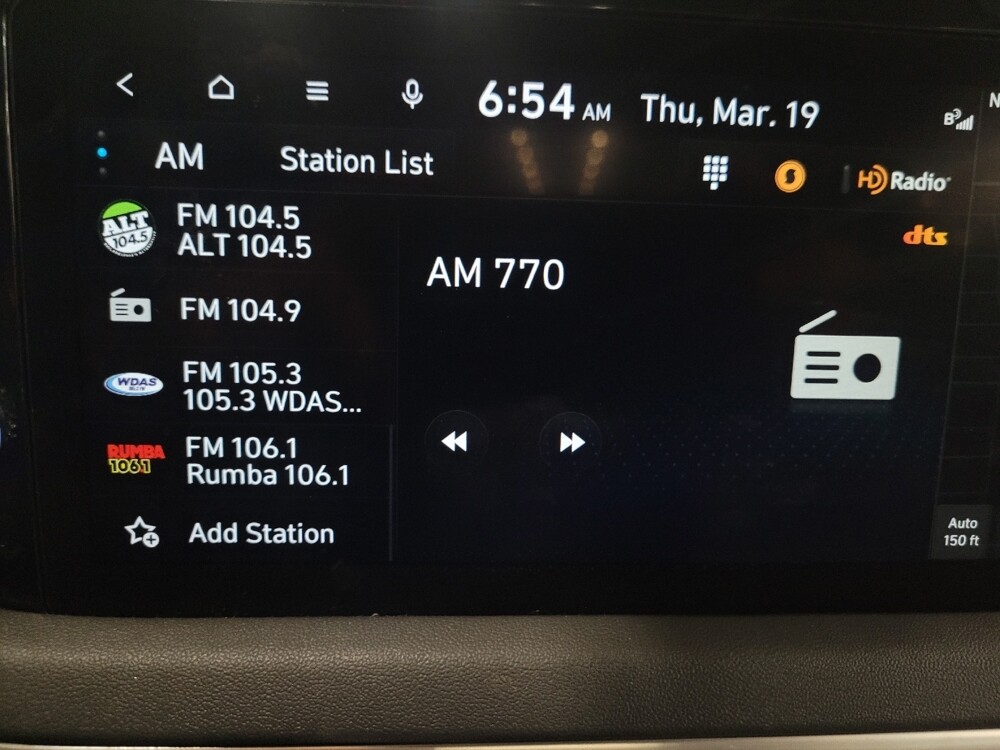 6:54 AM Thu, Mar. 19
AM Station List HD Radio
ALT
104.5
FM 104.5
ALT 104.5
dts
AM 770
FM 104.9
WDAS
FM 105.3
105.3 WDAS...
RUMBA
106.1
FM 106.1
Rumba 106.1
Add Station
Auto
150 ft